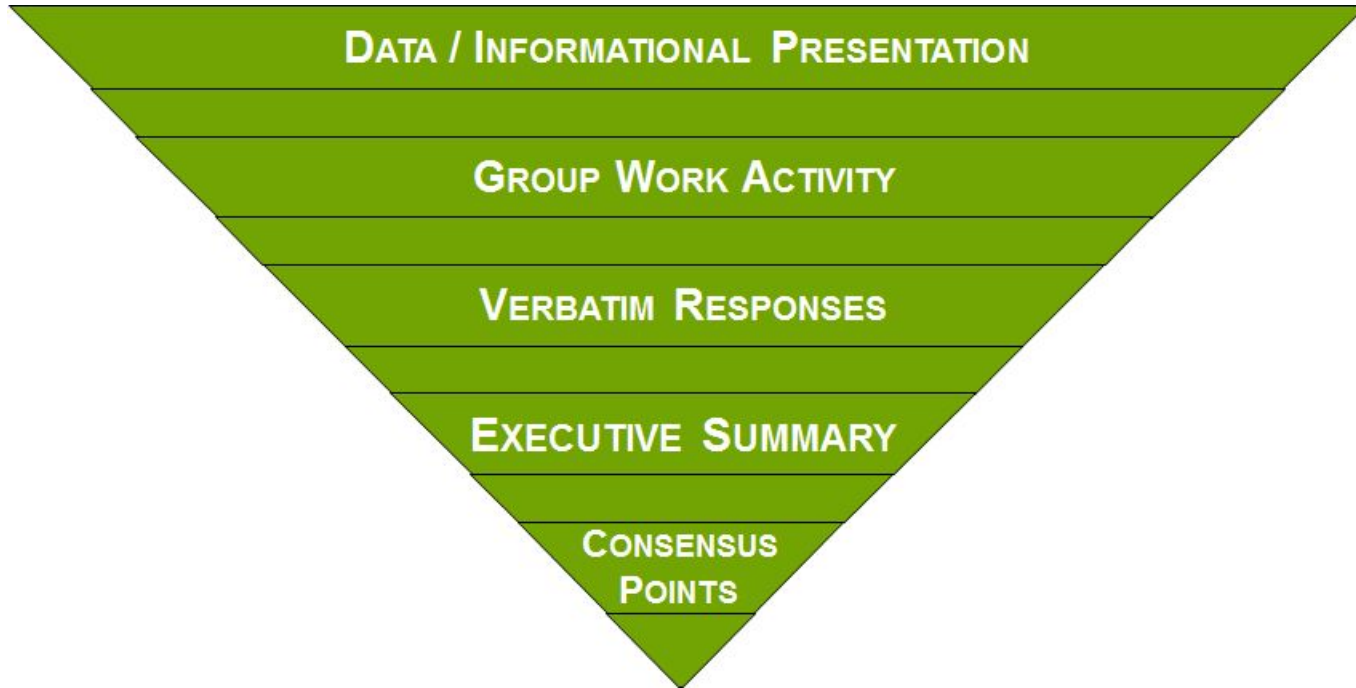 DATA / INFORMATIONAL PRESENTATION
GROUP WORK ACTIVITY
VERBATIM RESPONSES
EXECUTIVE SUMMARY
CONSENSUS
POINTS